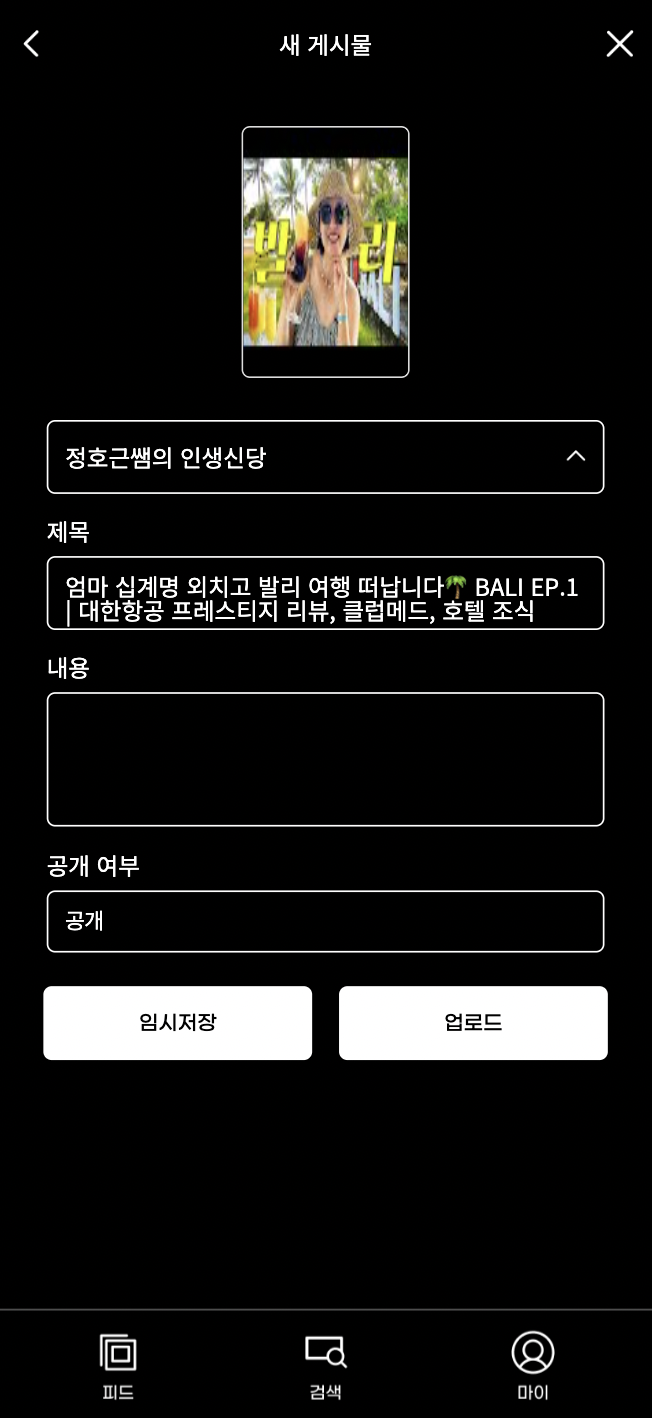 새 게시물
발리
BALI
정호근쌤의 인생신당
제목
엄마 십계명 외치고 발리 여행 떠납니다🌴 BALI EP.1
| 대한항공 프레스티지 리뷰, 클럽메드, 호텔 조식
내용
공개 여부
공개
임시저장
업로드
피드
검색
마이